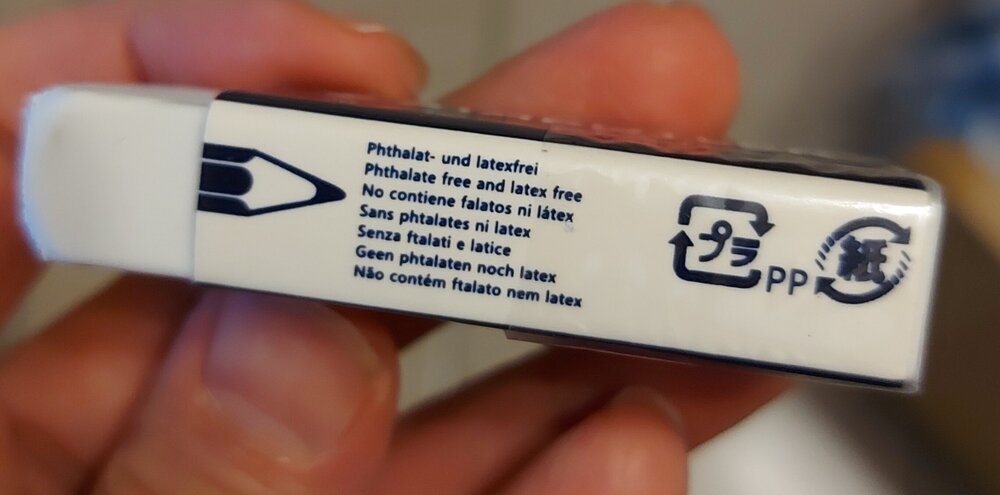 Phthalat- und latexfrei
Phthalate free and latex free
No contiene falatos ni látex
Sans phtalates ni latex
Senza ftalati e latice
Geen phtalaten noch latex
Não contém ftalato nem latex
プラ
PP
紙